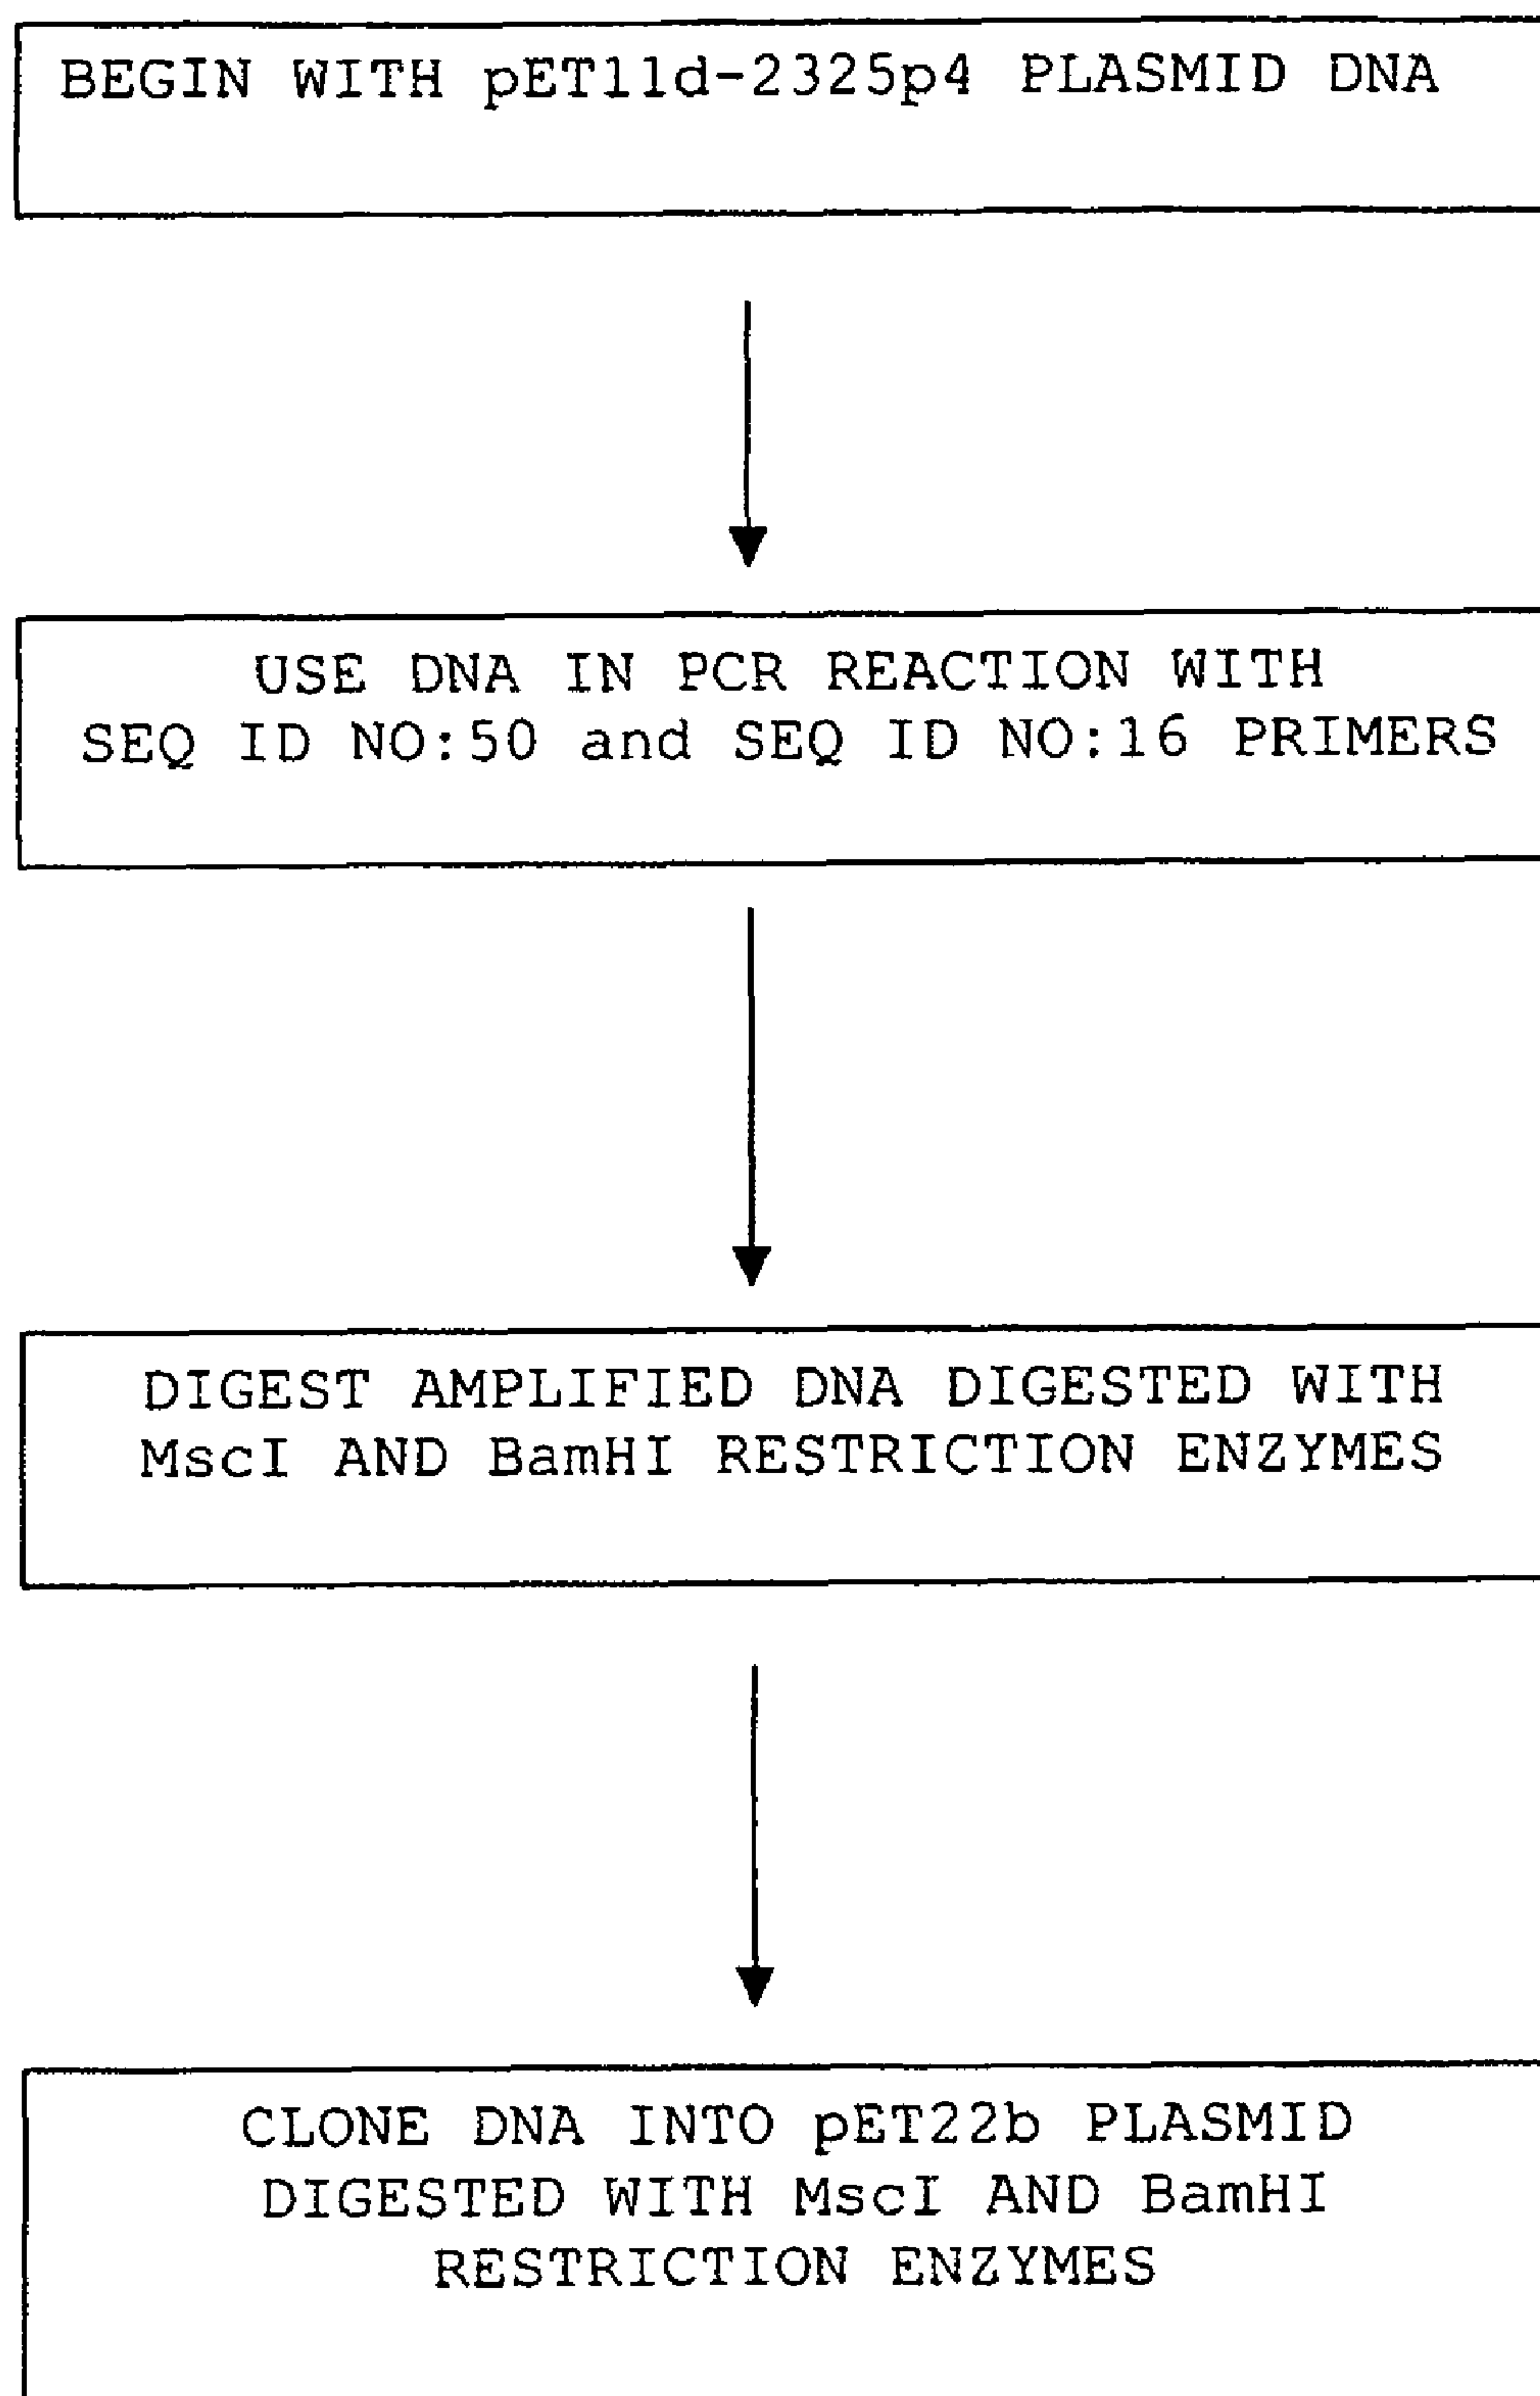 BEGIN WITH pET11d-2325p4 PLASMID DNA
USE DNA IN PCR REACTION WITH
SEQ ID NO:50 and SEQ ID NO:16 PRIMERS
DIGEST AMPLIFIED DNA DIGESTED WITH
MscI AND BamHI RESTRICTION ENZYMES
CLONE DNA INTO pET22b PLASMID
DIGESTED WITH MscI AND BamHI
RESTRICTION ENZYMES